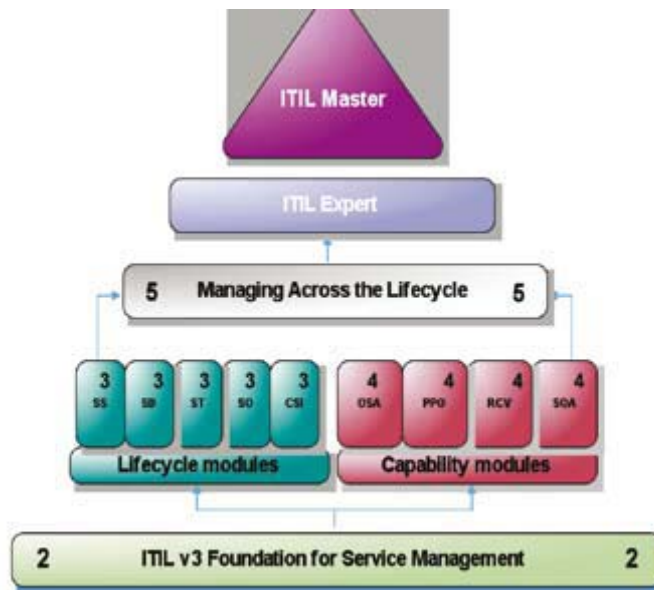 ITIL Master
ITIL Expert
5 Managing Across the Lifecycle 5
3 3 3 3 3 4 4 4 4
SS SD ST SO CSI OSA PPO RCV SOA
Lifecycle modules Capability modules
2 ITIL v3 Foundation for Service Management 2